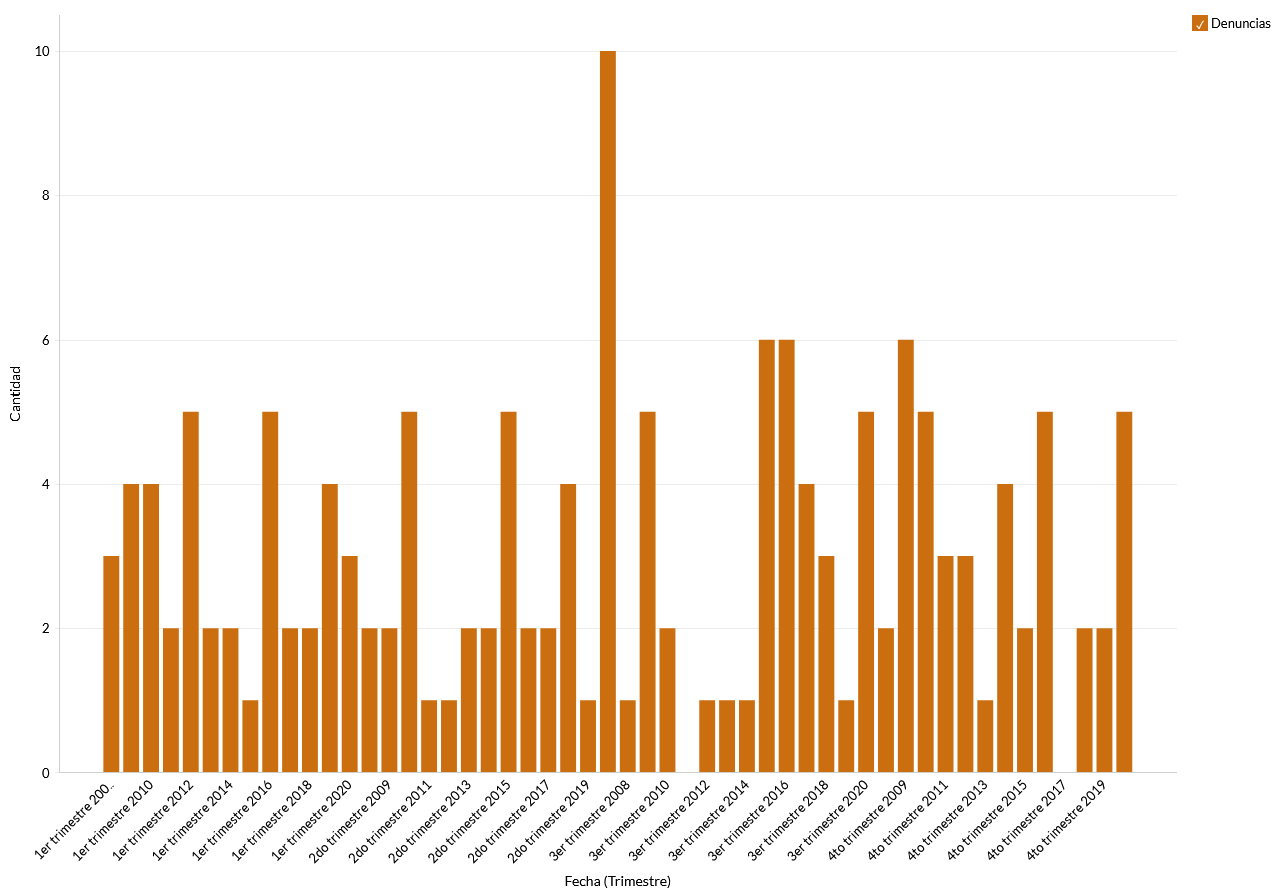 Denuncias
10
8
6
4
2
0
Cantidad
1er trimestre 200..
1er trimestre 2010
1er trimestre 2012
1er trimestre 2014
1er trimestre 2016
1er trimestre 2018
1er trimestre 2020
2do trimestre 2009
2do trimestre 2011
2do trimestre 2013
2do trimestre 2015
2do trimestre 2017
2do trimestre 2019
3er trimestre 2008
3er trimestre 2010
3er trimestre 2012
3er trimestre 2014
3er trimestre 2016
3er trimestre 2018
3er trimestre 2020
4to trimestre 2009
4to trimestre 2011
4to trimestre 2013
4to trimestre 2015
4to trimestre 2017
4to trimestre 2019
Fecha (Trimestre)